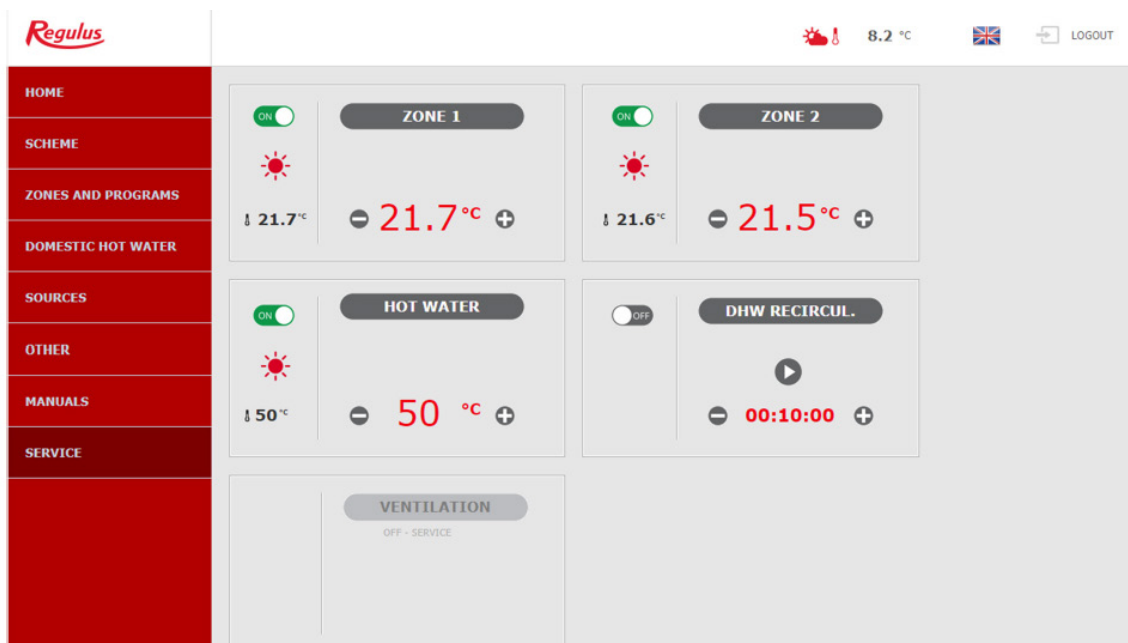 Regulus
8.2 °C
LOGOUT
HOME
SCHEME
ZONES AND PROGRAMS
DOMESTIC HOT WATER
SOURCES
OTHER
MANUALS
SERVICE
ON
ZONE 1
21.7°C
21.7°C
ON
ZONE 2
21.6°C
21.5°C
ON
HOT WATER
50°C
50 °C
OFF
DHW RECIRCUL.
00:10:00
VENTILATION
OFF - SERVICE